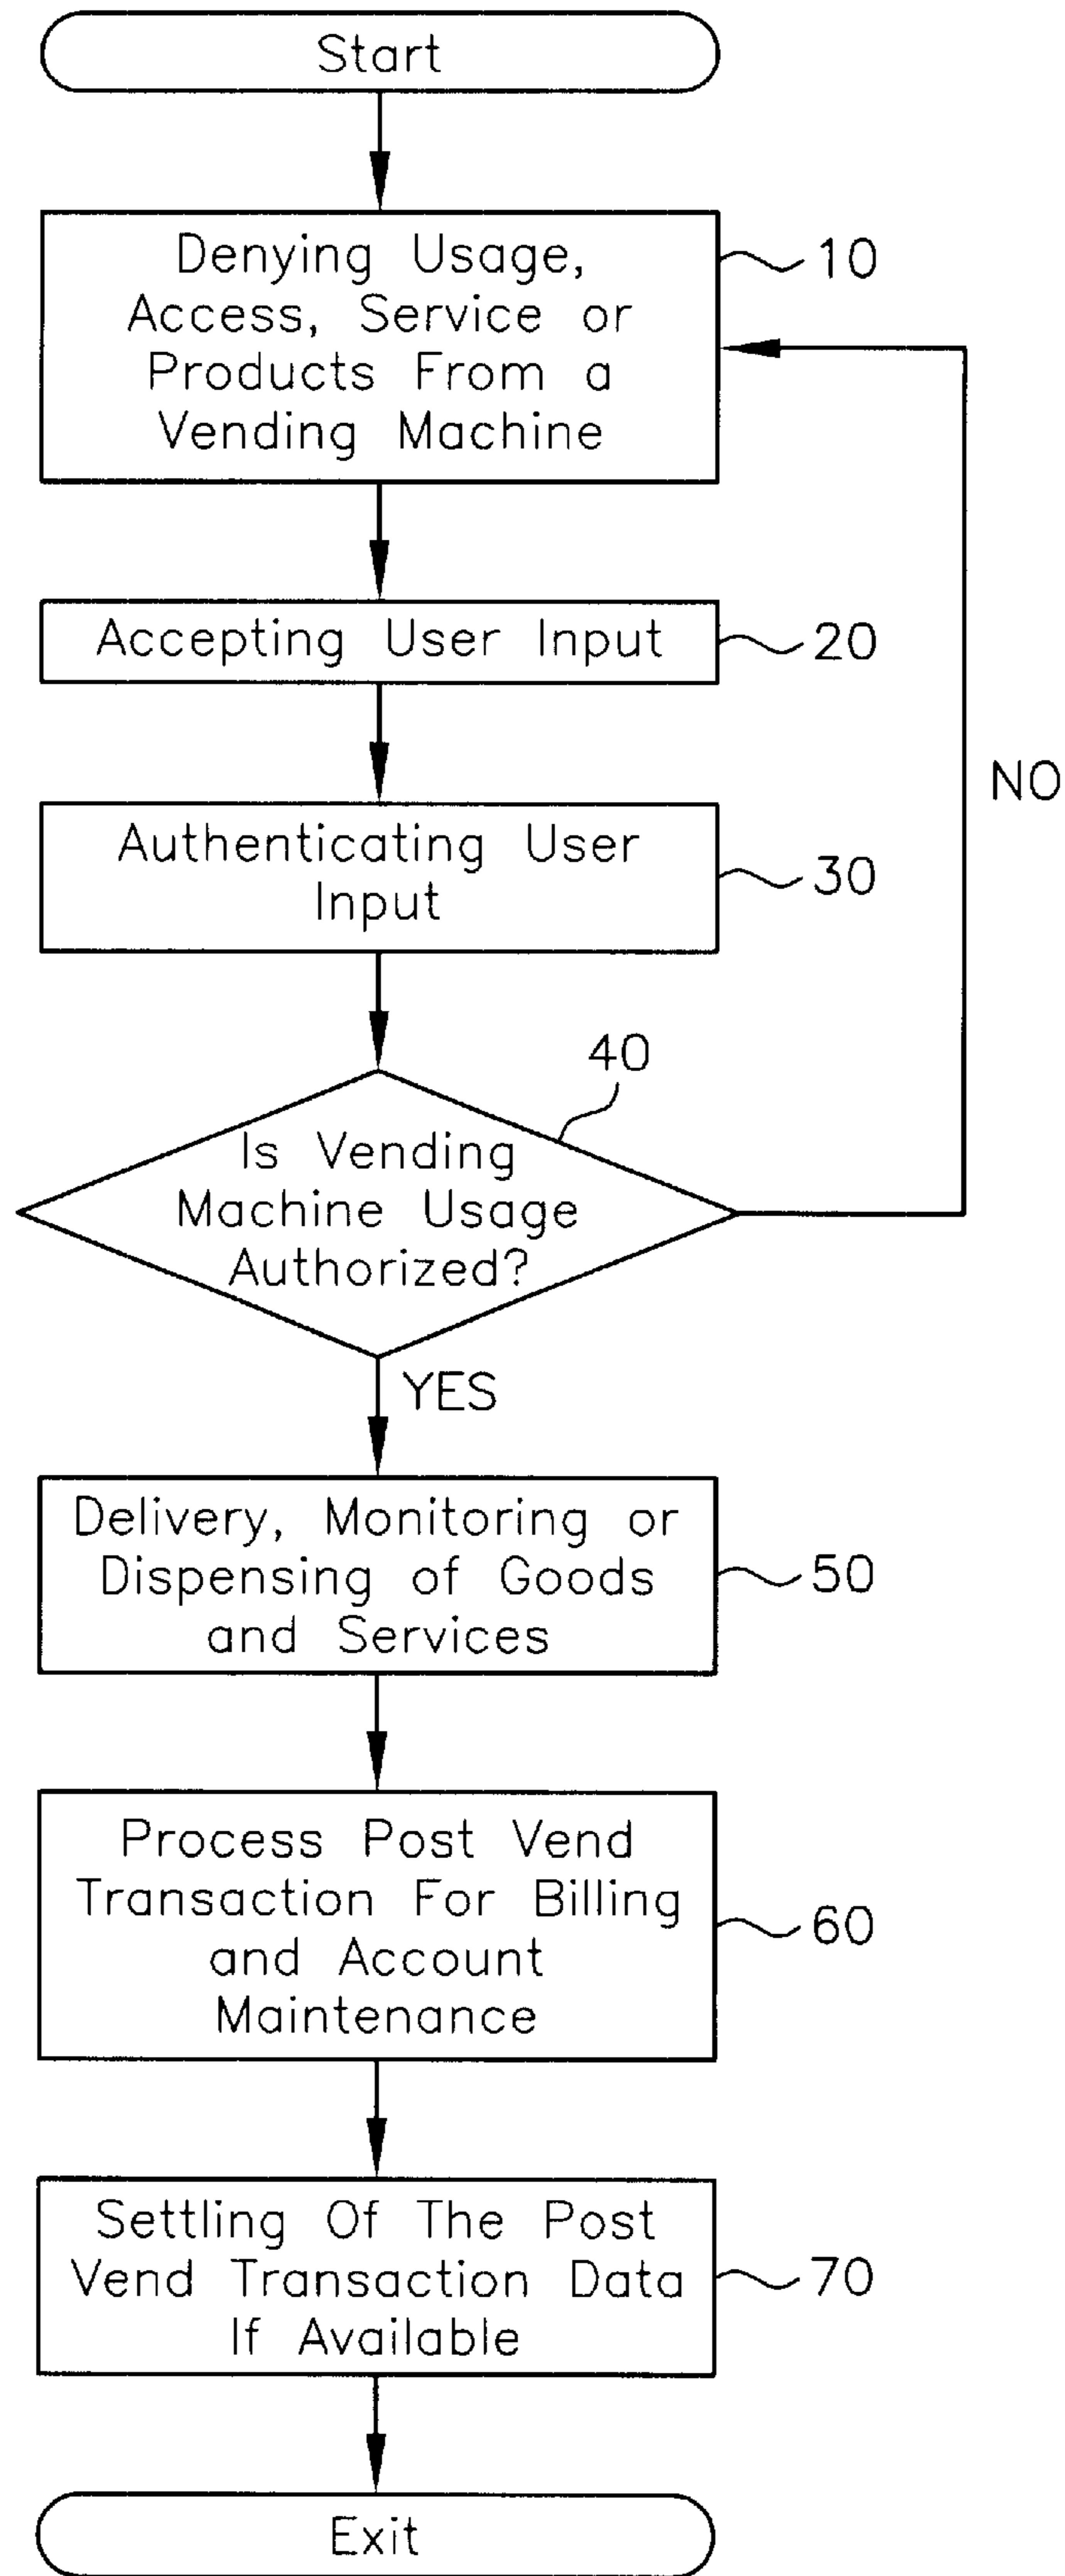 Start
Denying Usage,
Access, Service or
Products From a
Vending Machine
10
Accepting User Input
20
NO
Authenticating User
Input
30
40
Is Vending
Machine Usage
Authorized?
YES
Delivery, Monitoring or
Dispensing of Goods
and Services
50
Process Post Vend
Transaction For Billing
and Account
Maintenance
60
Settling Of The Post
Vend Transaction Data
If Available
70
Exit